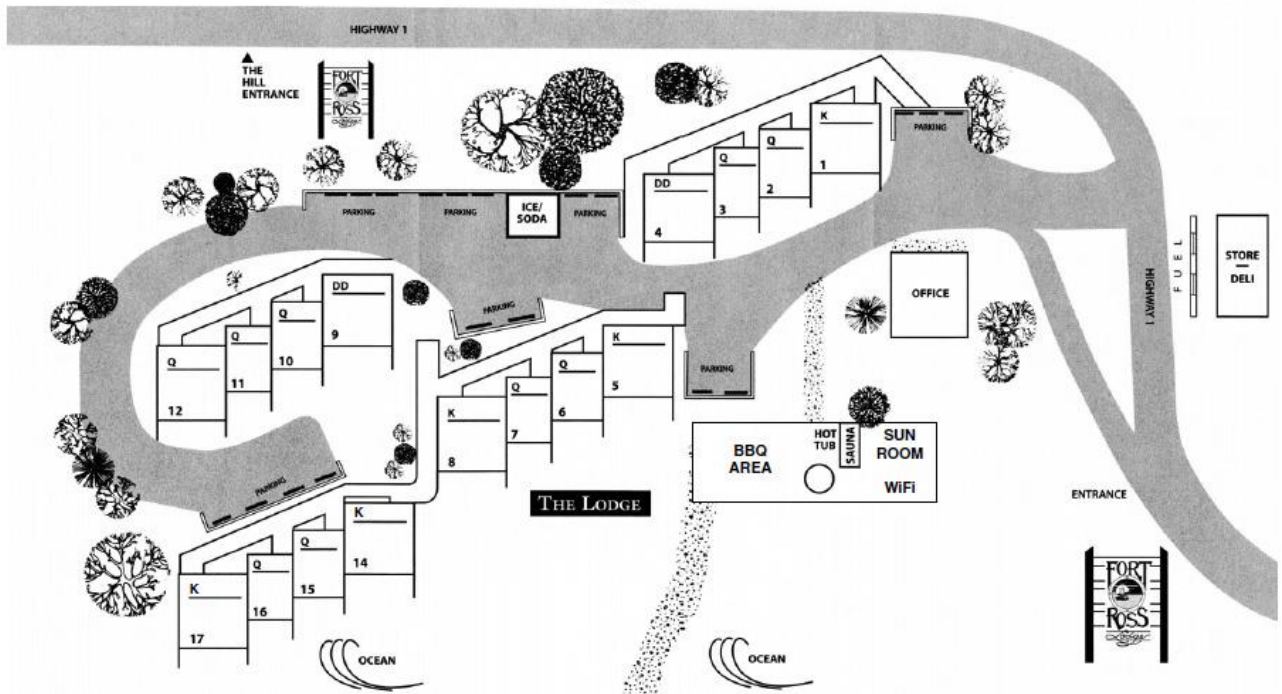 HIGHWAY 1
THE
HILL
ENTRANCE
FORT
ROSS
PARKING
PARKING
ICE/
SODA
PARKING
DD
4
Q
3
Q
2
K
1
PARKING
HIGHWAY 1
FUEL
STORE
DELI
OFFICE
DD
9
Q
10
Q
11
Q
12
PARKING
K
5
Q
6
Q
7
K
8
PARKING
PARKING
BBQ
AREA
HOT
TUB
SAUNA
SUN
ROOM
WiFi
THE LODGE
ENTRANCE
K
14
Q
15
Q
16
K
17
OCEAN
OCEAN
FORT
ROSS